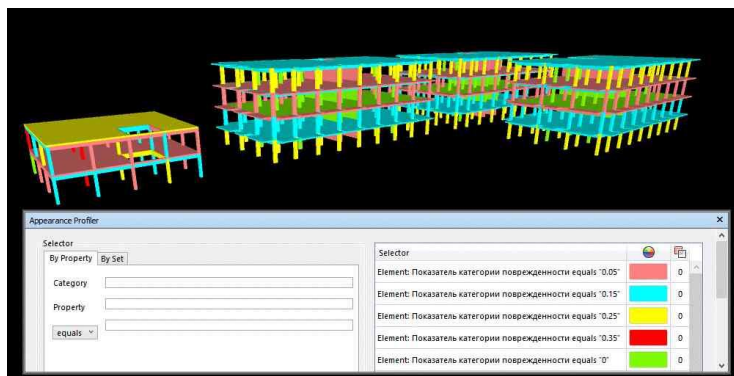 Appearance Profiler
Selector
By Property By Set
Category
Property
equals
Selector
Element: Показатель категории поврежденности equals "0.05" 0
Element: Показатель категории поврежденности equals "0.15" 0
Element: Показатель категории поврежденности equals "0.25" 0
Element: Показатель категории поврежденности equals "0.35" 0
Element: Показатель категории поврежденности equals "0" 0